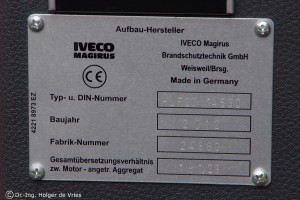 Aufbau-Hersteller
IVECO
MAGIRUS
IVECO Magirus
Brandschutztechnik GmbH
Weisweil/Brsg.
CE
Made in Germany
Typ- u. DIN-Nummer
Baujahr
Fabrik-Nummer
Gesamtübersetzungsverhältnis
zw. Motor - angetr. Aggregat
4221 8973 EZ
© Dr.-Ing. Holger de Vries